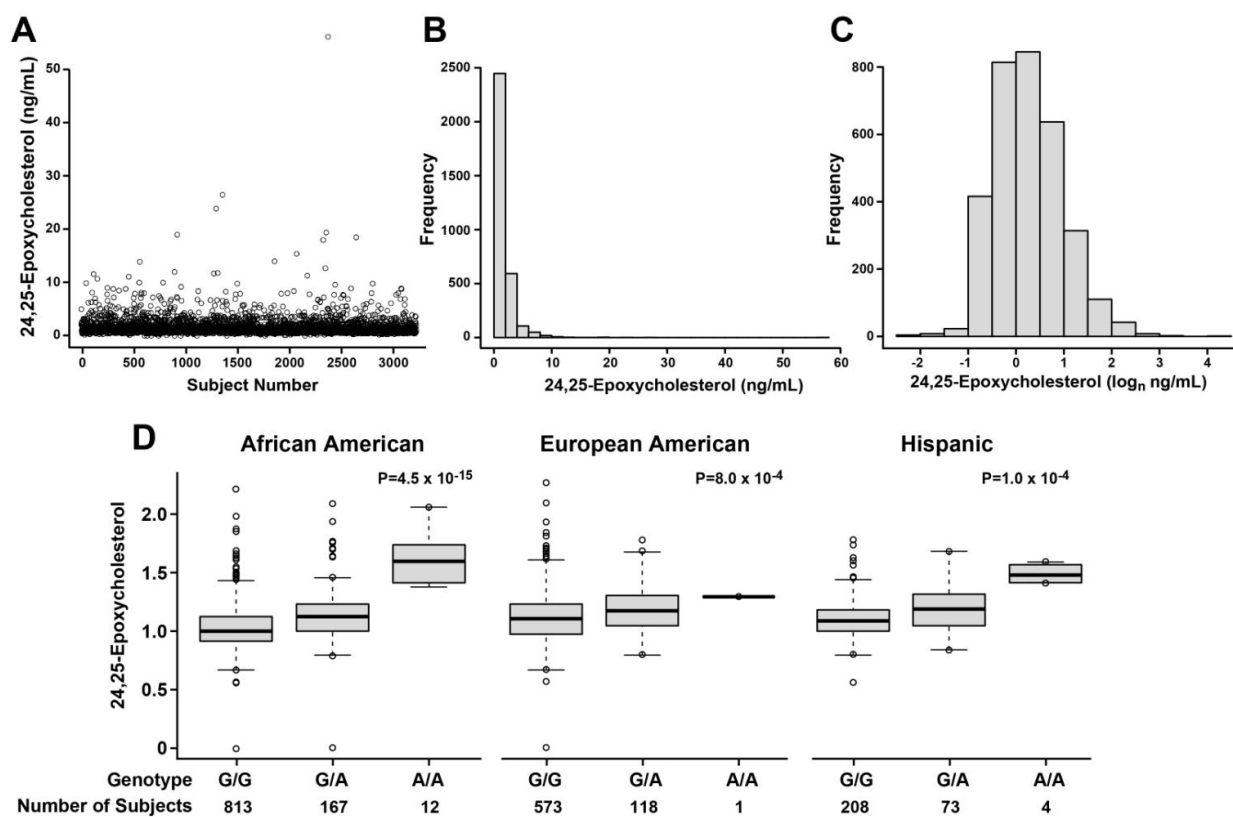 A
24,25-Epoxycholesterol (ng/mL)
50
40
30
20
10
0
0 500 1000 1500 2000 2500 3000
Subject Number
B
Frequency
2500
2000
1500
1000
500
0
0 10 20 30 40 50 60
24,25-Epoxycholesterol (ng/mL)
C
Frequency
800
600
400
200
0
-2 -1 0 1 2 3 4
24,25-Epoxycholesterol (logn ng/mL)
D
African American European American Hispanic
P=4.5 x 10-15 P=8.0 x 10-4 P=1.0 x 10-4
24,25-Epoxycholesterol
2.0
1.5
1.0
0.5
0
Genotype G/G G/A A/A G/G G/A A/A G/G G/A A/A
Number of Subjects 813 167 12 573 118 1 208 73 4